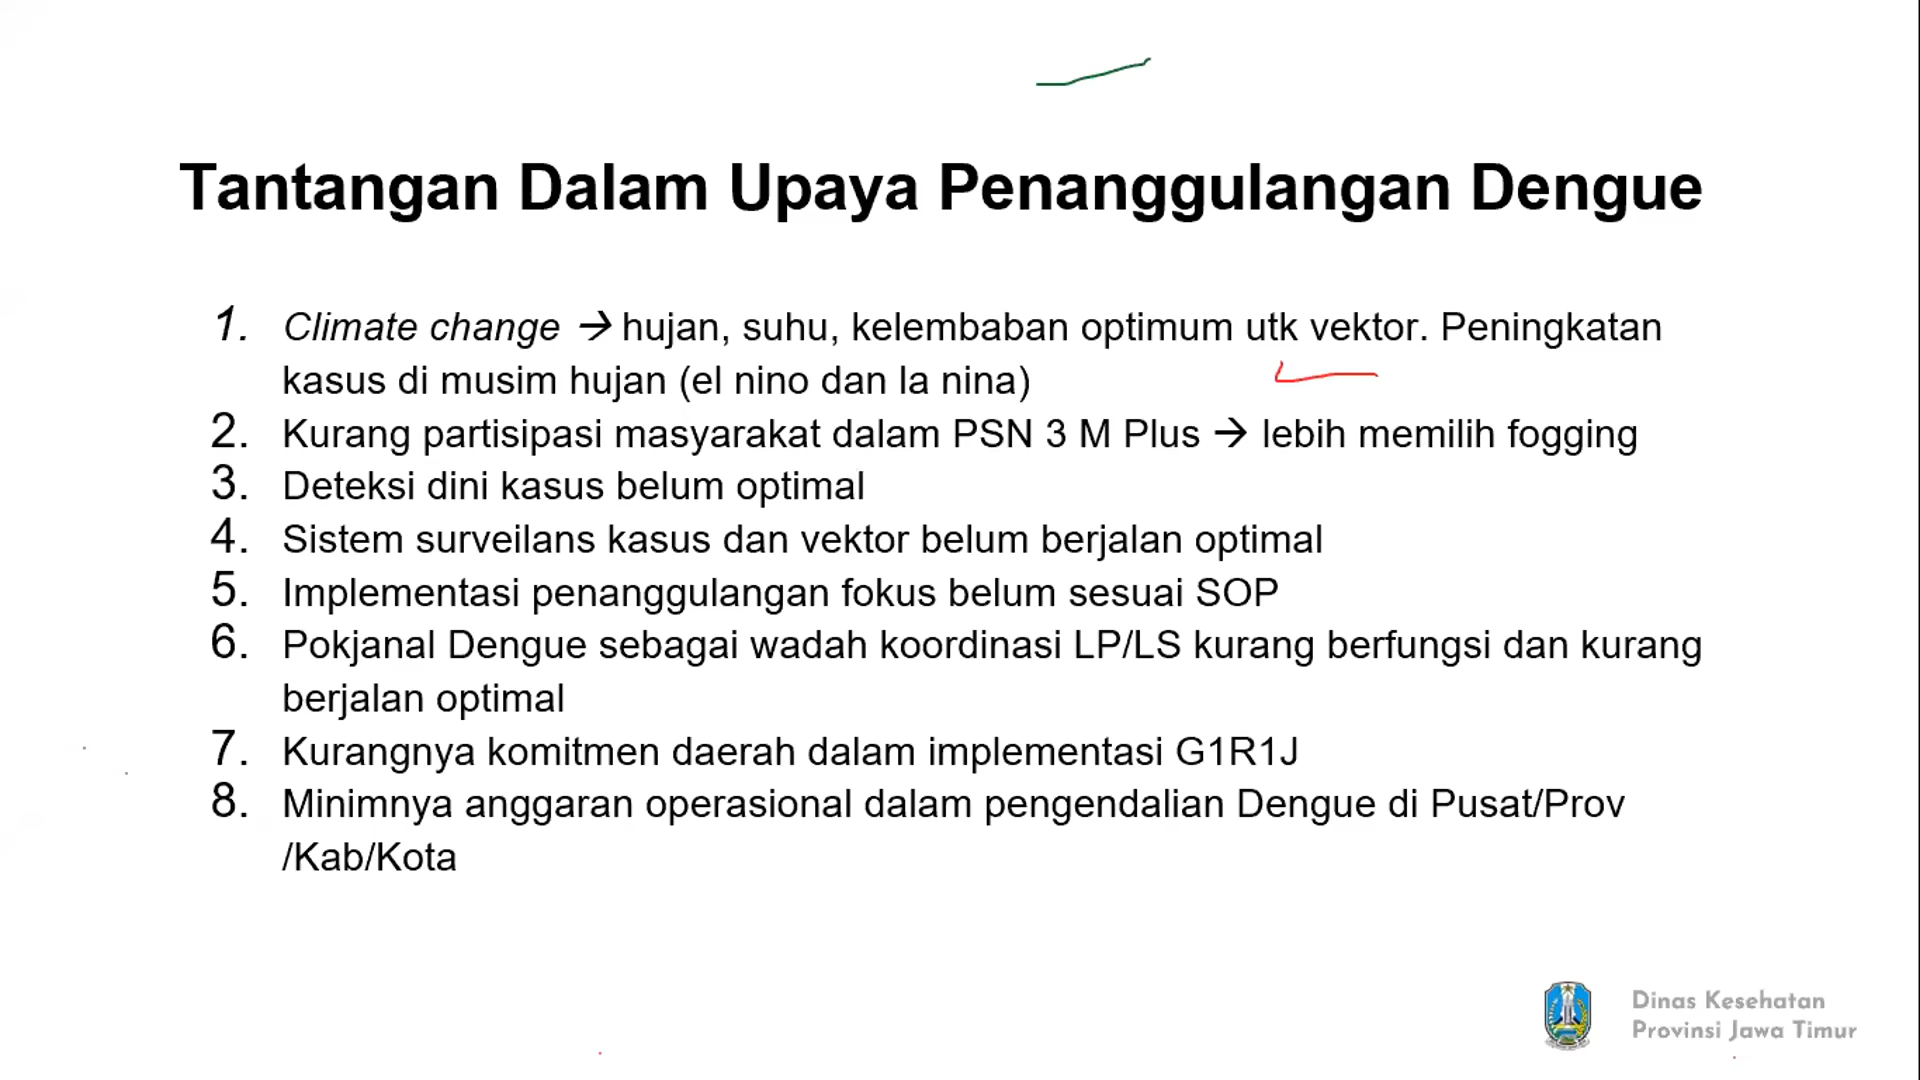 Tantangan Dalam Upaya Penanggulangan Dengue
1. Climate change → hujan, suhu, kelembaban optimum utk vektor. Peningkatan
kasus di musim hujan (el nino dan la nina)
2. Kurang partisipasi masyarakat dalam PSN 3 M Plus → lebih memilih fogging
3. Deteksi dini kasus belum optimal
4. Sistem surveilans kasus dan vektor belum berjalan optimal
5. Implementasi penanggulangan fokus belum sesuai SOP
6. Pokjanal Dengue sebagai wadah koordinasi LP/LS kurang berfungsi dan kurang
berjalan optimal
7. Kurangnya komitmen daerah dalam implementasi G1R1J
8. Minimnya anggaran operasional dalam pengendalian Dengue di Pusat/Prov
/Kab/Kota
Dinas Kesehatan
Provinsi Jawa Timur